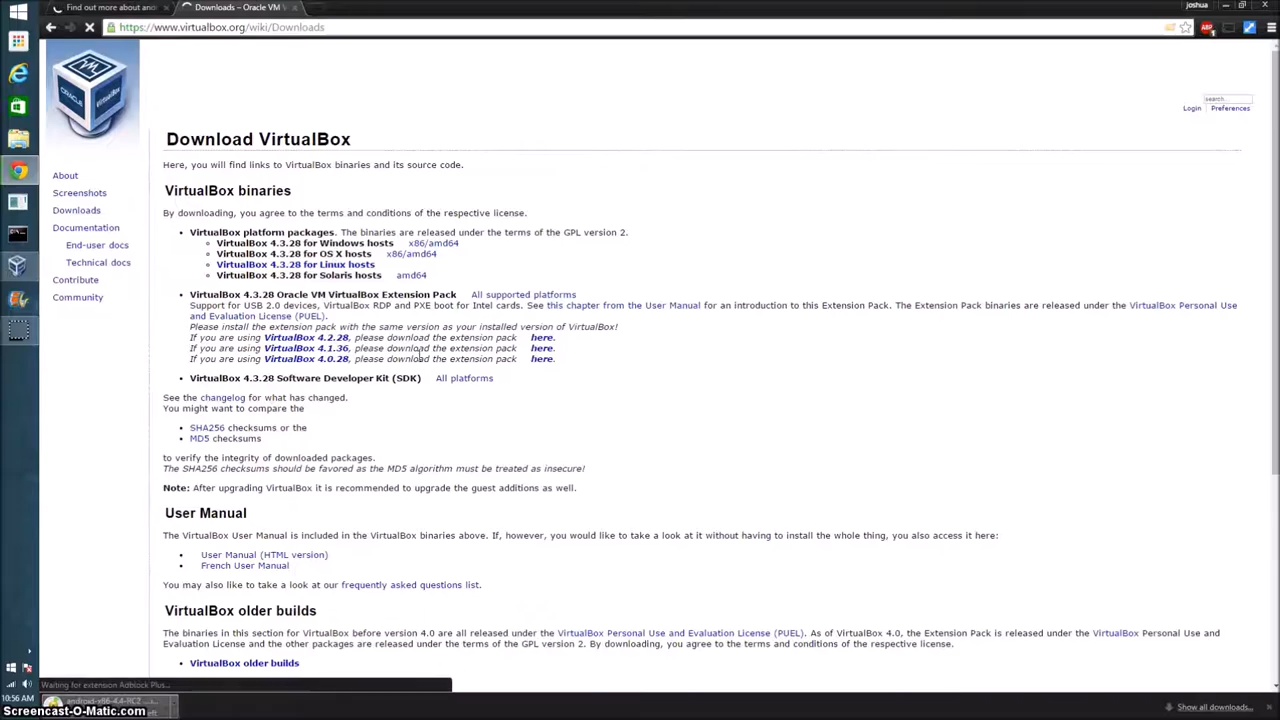 Find out more about anc
Downloads – Oracle VM V
joshua
https://www.virtualbox.org/wiki/Downloads
ORACLE
VM
VirtualBox
search...
Login
Preferences
Download VirtualBox
Here, you will find links to VirtualBox binaries and its source code.
About
Screenshots
Downloads
Documentation
End-user docs
Technical docs
Contribute
Community
VirtualBox binaries
By downloading, you agree to the terms and conditions of the respective license.
VirtualBox platform packages. The binaries are released under the terms of the GPL version 2.
VirtualBox 4.3.28 for Windows hosts x86/amd64
VirtualBox 4.3.28 for OS X hosts x86/amd64
VirtualBox 4.3.28 for Linux hosts
VirtualBox 4.3.28 for Solaris hosts amd64
VirtualBox 4.3.28 Oracle VM VirtualBox Extension Pack All supported platforms
Support for USB 2.0 devices, VirtualBox RDP and PXE boot for Intel cards. See this chapter from the User Manual for an introduction to this Extension Pack. The Extension Pack binaries are released under the VirtualBox Personal Use
and Evaluation License (PUEL).
Please install the extension pack with the same version as your installed version of VirtualBox!
If you are using VirtualBox 4.2.28, please download the extension pack here.
If you are using VirtualBox 4.1.36, please download the extension pack here.
If you are using VirtualBox 4.0.28, please download the extension pack here.
VirtualBox 4.3.28 Software Developer Kit (SDK) All platforms
See the changelog for what has changed.
You might want to compare the
SHA256 checksums or the
MD5 checksums
to verify the integrity of downloaded packages.
The SHA256 checksums should be favored as the MD5 algorithm must be treated as insecure!
Note: After upgrading VirtualBox it is recommended to upgrade the guest additions as well.
User Manual
The VirtualBox User Manual is included in the VirtualBox binaries above. If, however, you would like to take a look at it without having to install the whole thing, you also access it here:
User Manual (HTML version)
French User Manual
You may also like to take a look at our frequently asked questions list.
VirtualBox older builds
The binaries in this section for VirtualBox before version 4.0 are all released under the VirtualBox Personal Use and Evaluation License (PUEL). As of VirtualBox 4.0, the Extension Pack is released under the VirtualBox Personal Use and
Evaluation License and the other packages are released under the terms of the GPL version 2. By downloading, you agree to the terms and conditions of the respective license.
VirtualBox older builds
Waiting for extension Adblock Plus...
android-x86-4.4-RC2
10:56 AM
Show all downloads...
Screencast-O-Matic.com